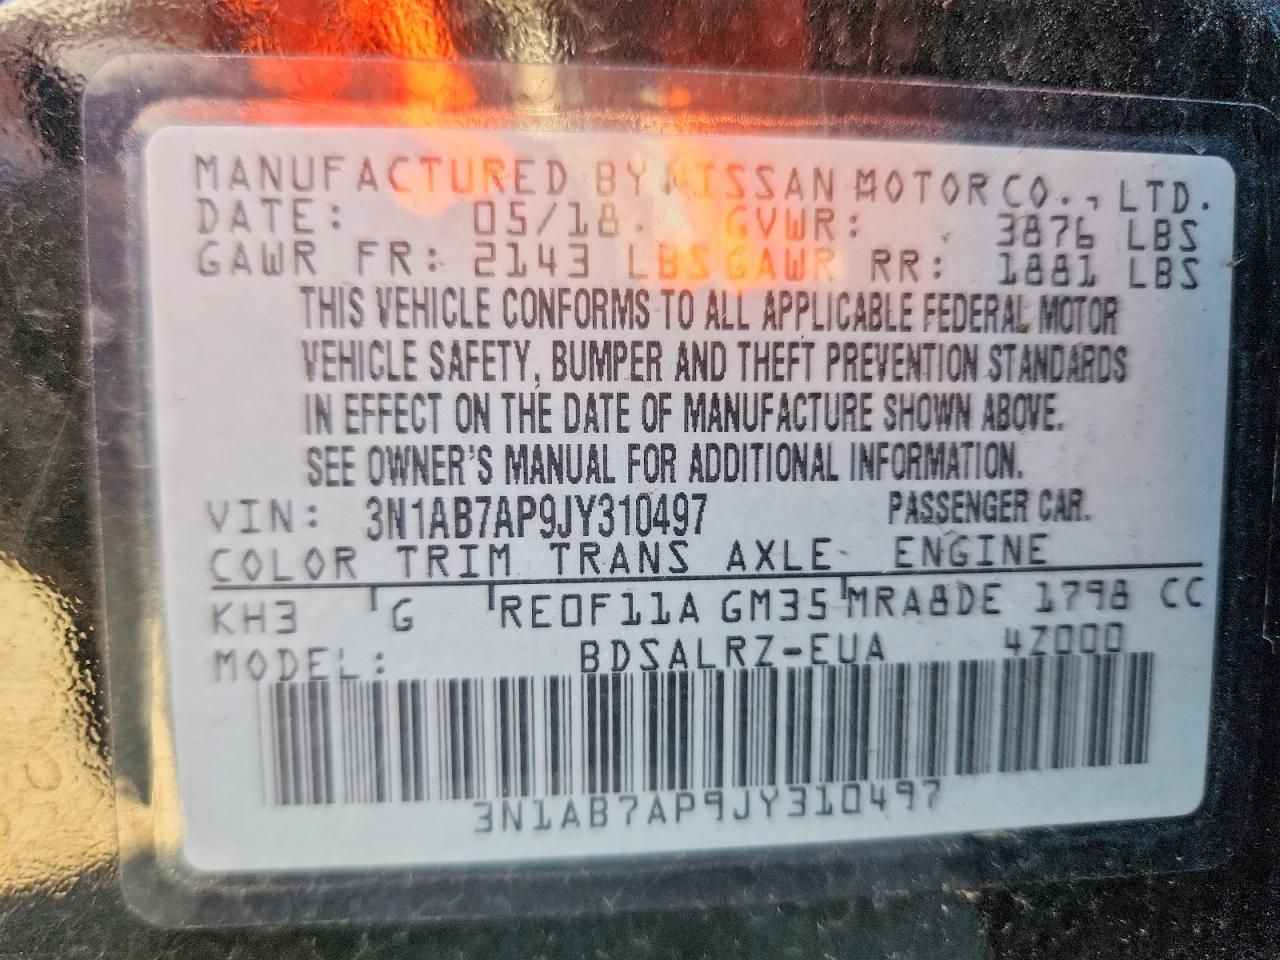 MANUFACTURED BY NISSAN MOTOR CO., LTD.
DATE: 05/18. GVWR: 3876 LBS
GAWR FR: 2143 LBS GAWR RR: 1881 LBS
THIS VEHICLE CONFORMS TO ALL APPLICABLE FEDERAL MOTOR
VEHICLE SAFETY, BUMPER AND THEFT PREVENTION STANDARDS
IN EFFECT ON THE DATE OF MANUFACTURE SHOWN ABOVE.
SEE OWNER'S MANUAL FOR ADDITIONAL INFORMATION.
VIN: 3N1AB7AP9JY310497 PASSENGER CAR.
COLOR TRIM TRANS AXLE ENGINE
KH3 G RE0F11A GM35 MRA8DE 1798 CC
MODEL: BDSALRZ-EUA 4Z000
3N1AB7AP9JY310497